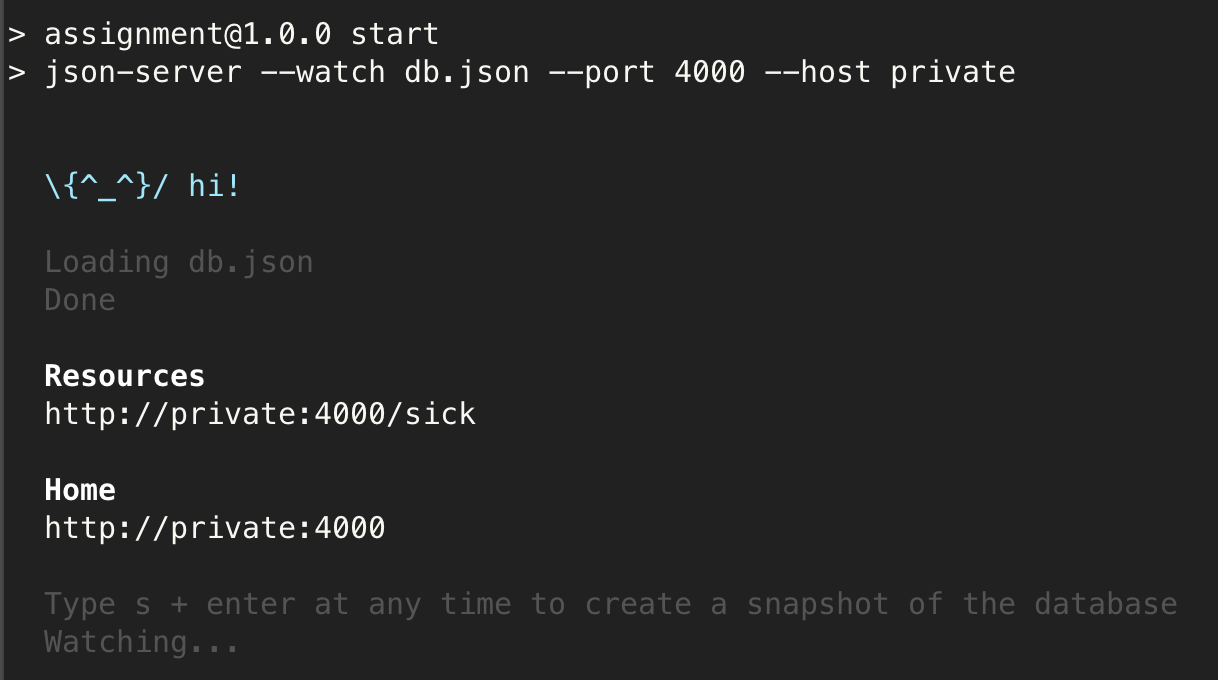 > assignment@1.0.0 start
> json-server --watch db.json --port 4000 --host private
\{^_^}/ hi!
Loading db.json
Done
Resources
http://private:4000/sick
Home
http://private:4000
Type s + enter at any time to create a snapshot of the database
Watching...